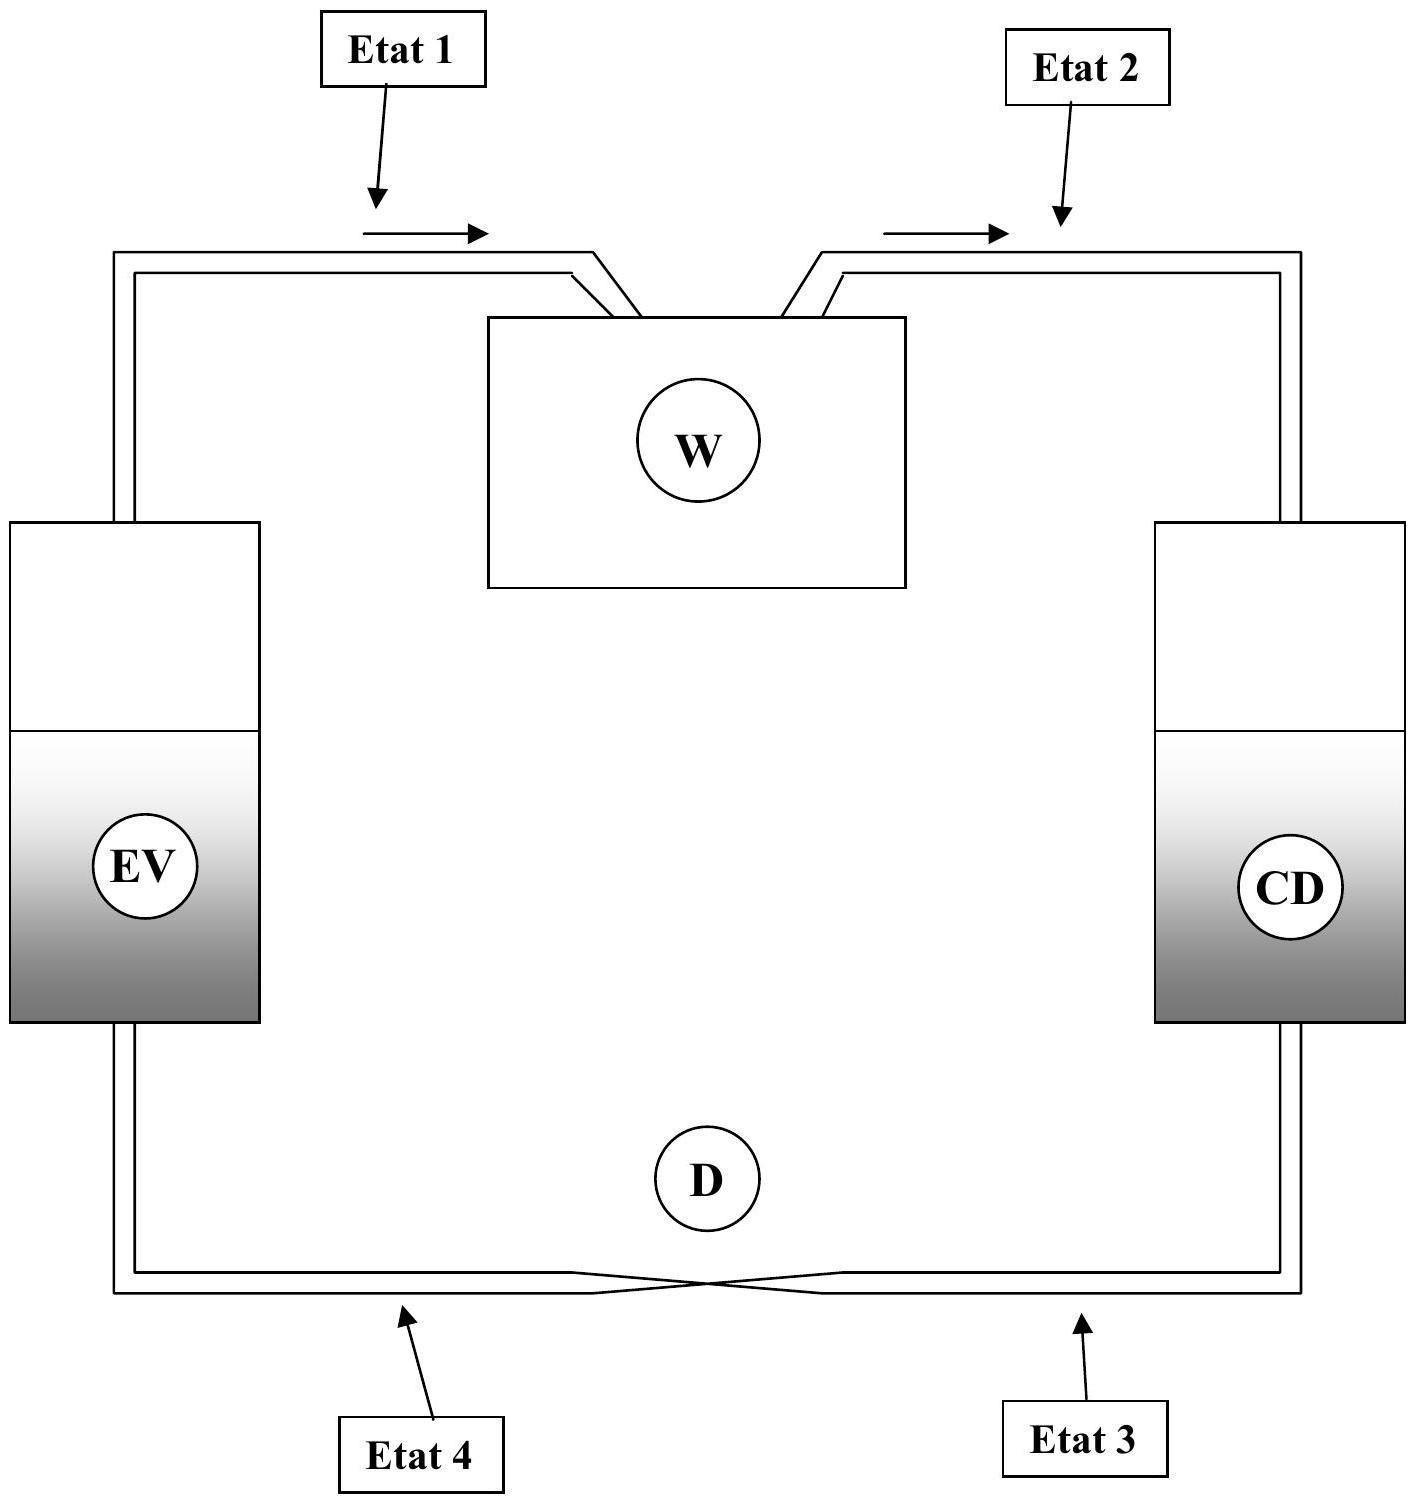 Etat 1
Etat 2
W
EV
CD
D
Etat 4
Etat 3